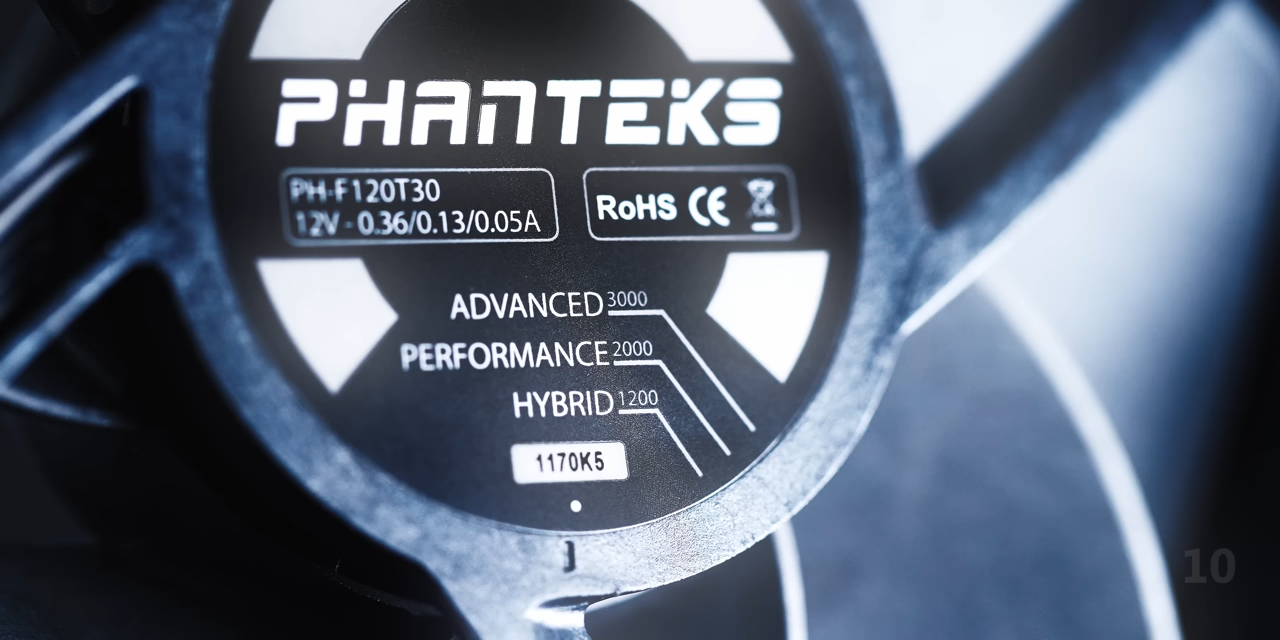 PHANTEKS
PH-F120T30
12V - 0.36/0.13/0.05A
RoHS CE
ADVANCED 3000
PERFORMANCE 2000
HYBRID 1200
1170K5
10